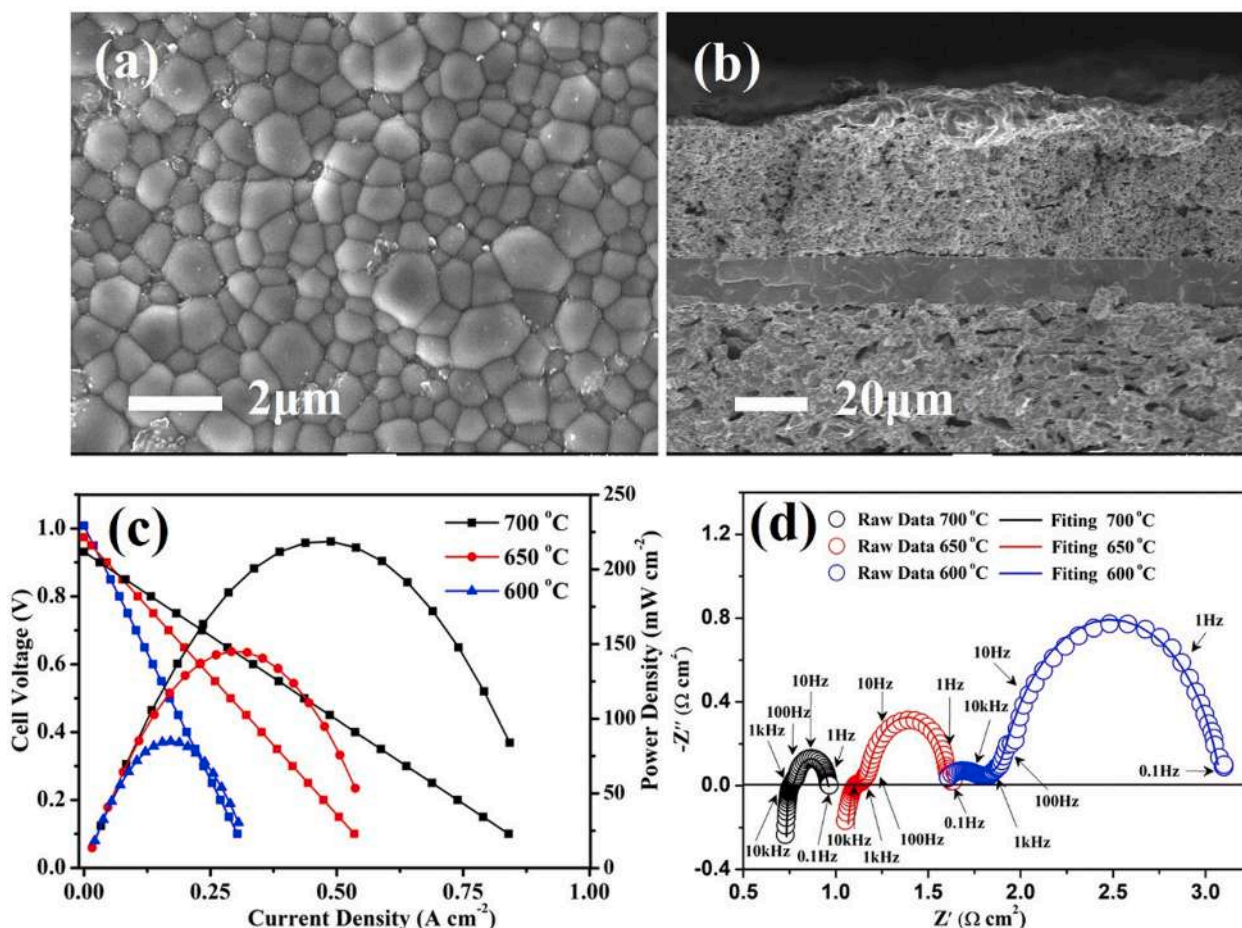 (a)
2μm
(b)
20μm
(c)
Cell Voltage (V)
1.0
0.8
0.6
0.4
0.2
0.0
0.00 0.25 0.50 0.75 1.00
Current Density (A cm⁻²)
250
200
150
100
50
0
Power Density (mW cm⁻²)
700 °C
650 °C
600 °C
(d)
-Z″ (Ω cm²)
1.2
0.8
0.4
0.0
-0.4
0.5 1.0 1.5 2.0 2.5 3.0
Z′ (Ω cm²)
Raw Data 700 °C Fiting 700 °C
Raw Data 650 °C Fiting 650 °C
Raw Data 600 °C Fiting 600 °C
10Hz
100Hz
1kHz
1Hz
10kHz
0.1Hz
10Hz
1Hz
10kHz
1kHz
100Hz
0.1Hz
10kHz
10Hz
1Hz
1kHz
100Hz
0.1Hz